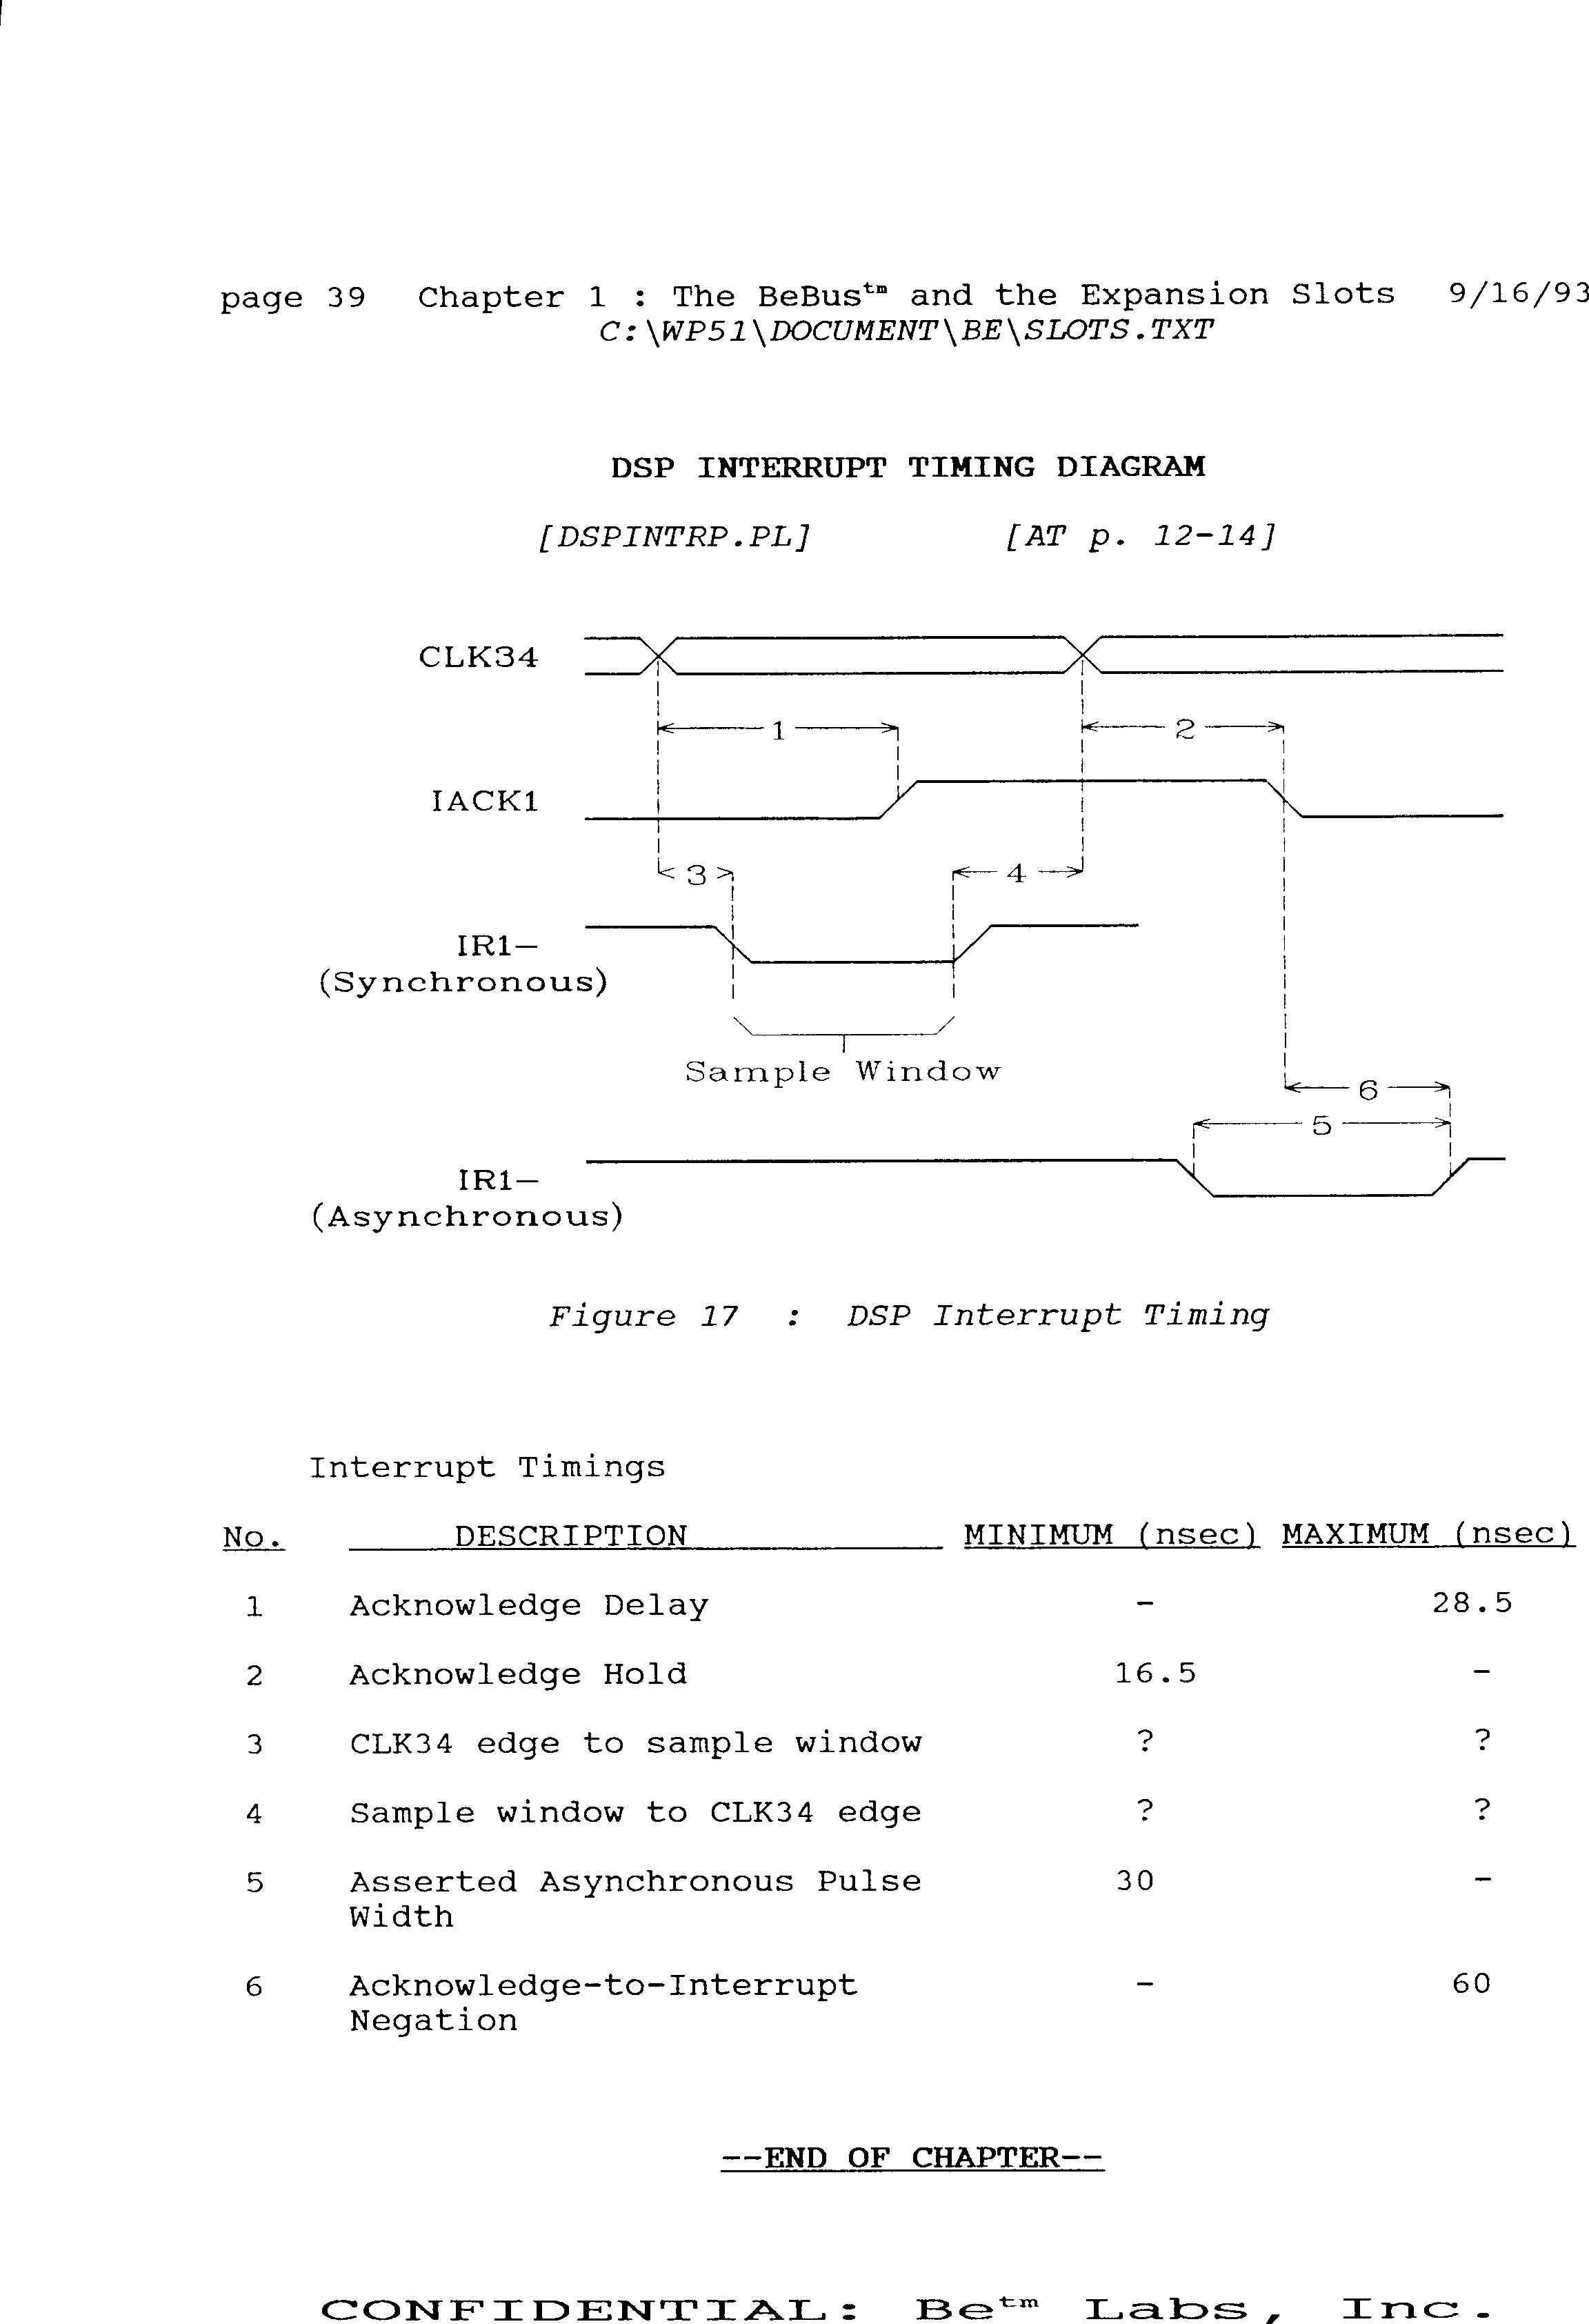 page 39 Chapter 1 : The BeBus™ and the Expansion Slots 9/16/93
C:\WP51\DOCUMENT\BE\SLOTS.TXT
DSP INTERRUPT TIMING DIAGRAM
[DSPINTRP.PL] [AT p. 12-14]
CLK34
1 2
IACK1
3 4
IR1–
(Synchronous)
Sample Window
6
5
IR1–
(Asynchronous)
Figure 17 : DSP Interrupt Timing
Interrupt Timings
No. DESCRIPTION MINIMUM (nsec) MAXIMUM (nsec)
1 Acknowledge Delay - 28.5
2 Acknowledge Hold 16.5 -
3 CLK34 edge to sample window ? ?
4 Sample window to CLK34 edge ? ?
5 Asserted Asynchronous Pulse 30 -
Width
6 Acknowledge-to-Interrupt - 60
Negation
--END OF CHAPTER--
CONFIDENTIAL: Be™ Labs, Inc.